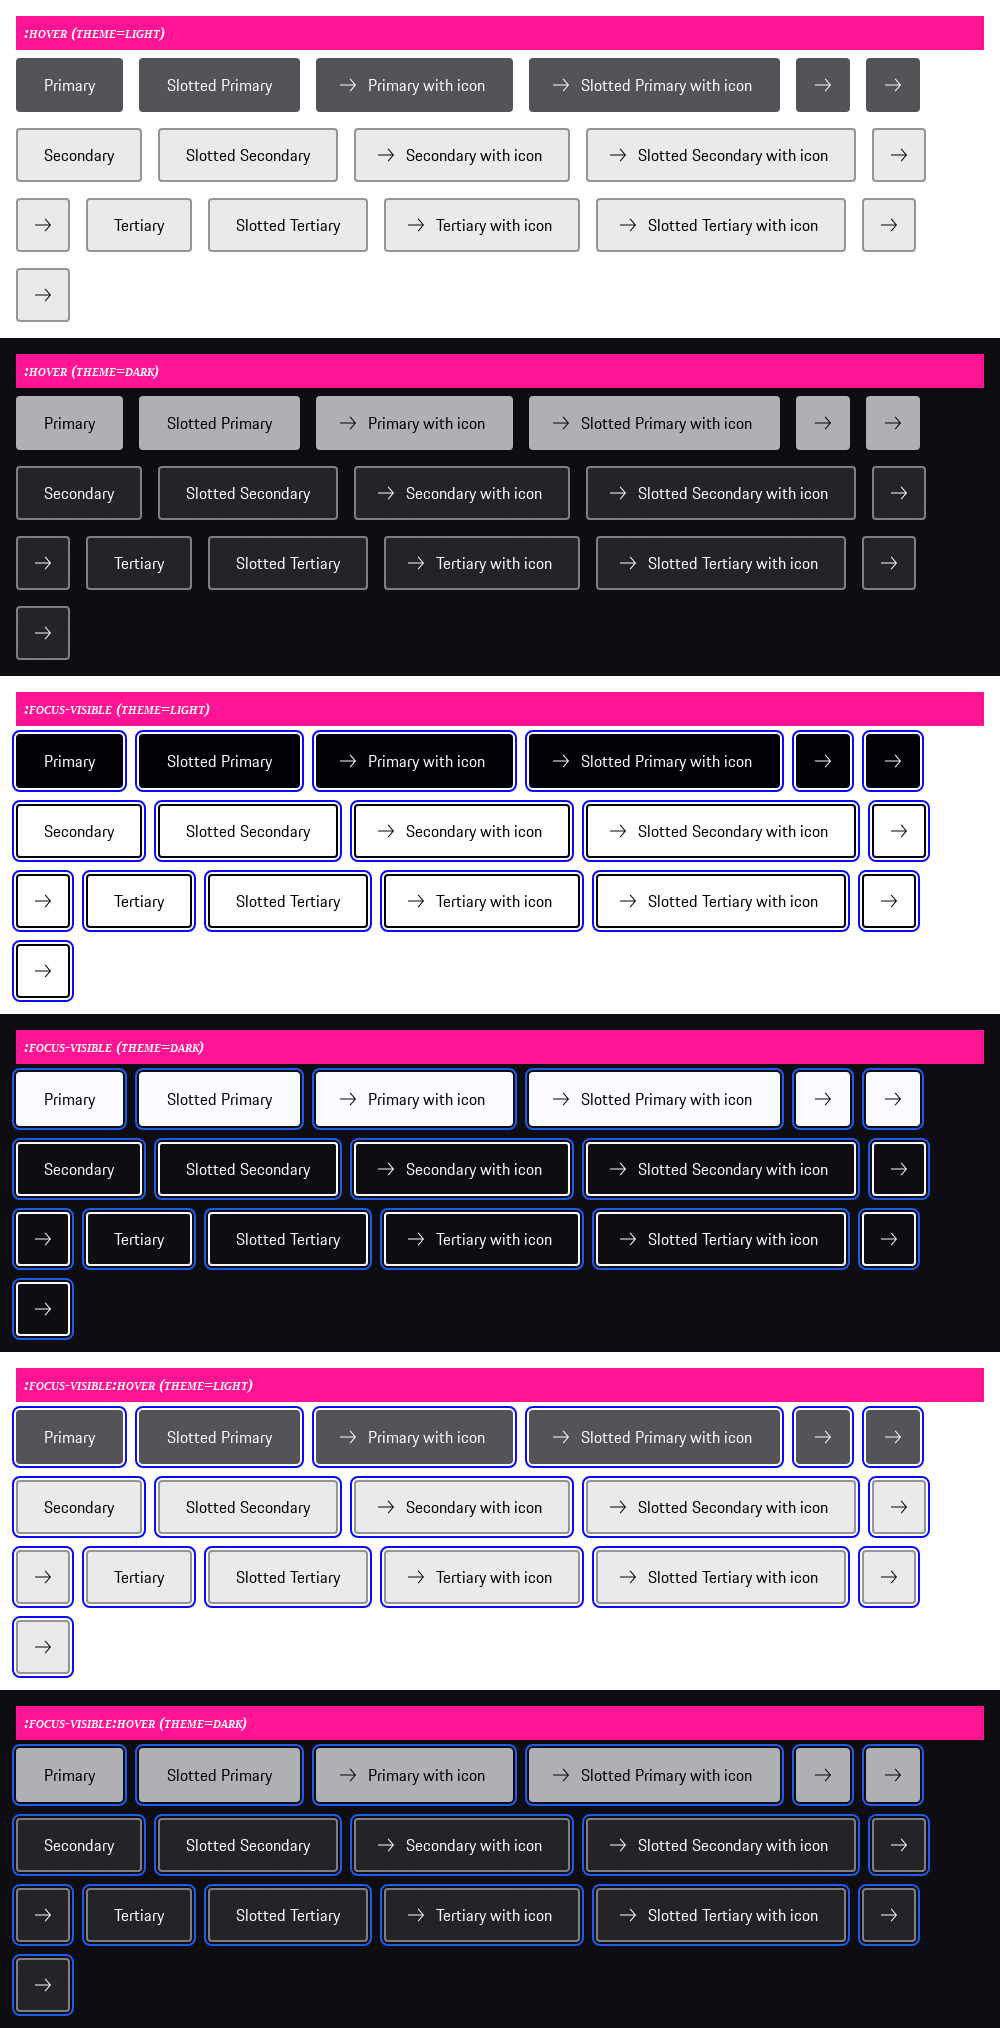 :HOVER (THEME=LIGHT)
Primary Slotted Primary Primary with icon Slotted Primary with icon
Secondary Slotted Secondary Secondary with icon Slotted Secondary with icon
Tertiary Slotted Tertiary Tertiary with icon Slotted Tertiary with icon
:HOVER (THEME=DARK)
Primary Slotted Primary Primary with icon Slotted Primary with icon
Secondary Slotted Secondary Secondary with icon Slotted Secondary with icon
Tertiary Slotted Tertiary Tertiary with icon Slotted Tertiary with icon
:FOCUS-VISIBLE (THEME=LIGHT)
Primary Slotted Primary Primary with icon Slotted Primary with icon
Secondary Slotted Secondary Secondary with icon Slotted Secondary with icon
Tertiary Slotted Tertiary Tertiary with icon Slotted Tertiary with icon
:FOCUS-VISIBLE (THEME=DARK)
Primary Slotted Primary Primary with icon Slotted Primary with icon
Secondary Slotted Secondary Secondary with icon Slotted Secondary with icon
Tertiary Slotted Tertiary Tertiary with icon Slotted Tertiary with icon
:FOCUS-VISIBLE:HOVER (THEME=LIGHT)
Primary Slotted Primary Primary with icon Slotted Primary with icon
Secondary Slotted Secondary Secondary with icon Slotted Secondary with icon
Tertiary Slotted Tertiary Tertiary with icon Slotted Tertiary with icon
:FOCUS-VISIBLE:HOVER (THEME=DARK)
Primary Slotted Primary Primary with icon Slotted Primary with icon
Secondary Slotted Secondary Secondary with icon Slotted Secondary with icon
Tertiary Slotted Tertiary Tertiary with icon Slotted Tertiary with icon